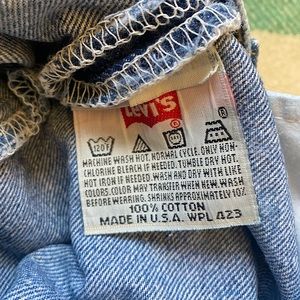 LEVI'S
®
120F
MACHINE WASH HOT. NORMAL CYCLE. ONLY NON-
CHLORINE BLEACH IF NEEDED. TUMBLE DRY HOT.
HOT IRON IF NEEDED. WASH AND DRY WITH LIKE
COLORS. COLOR MAY TRANSFER WHEN NEW. WASH
BEFORE WEARING. SHRINKS APPROXIMATELY 10%
100% COTTON
MADE IN U.S.A. WPL 423